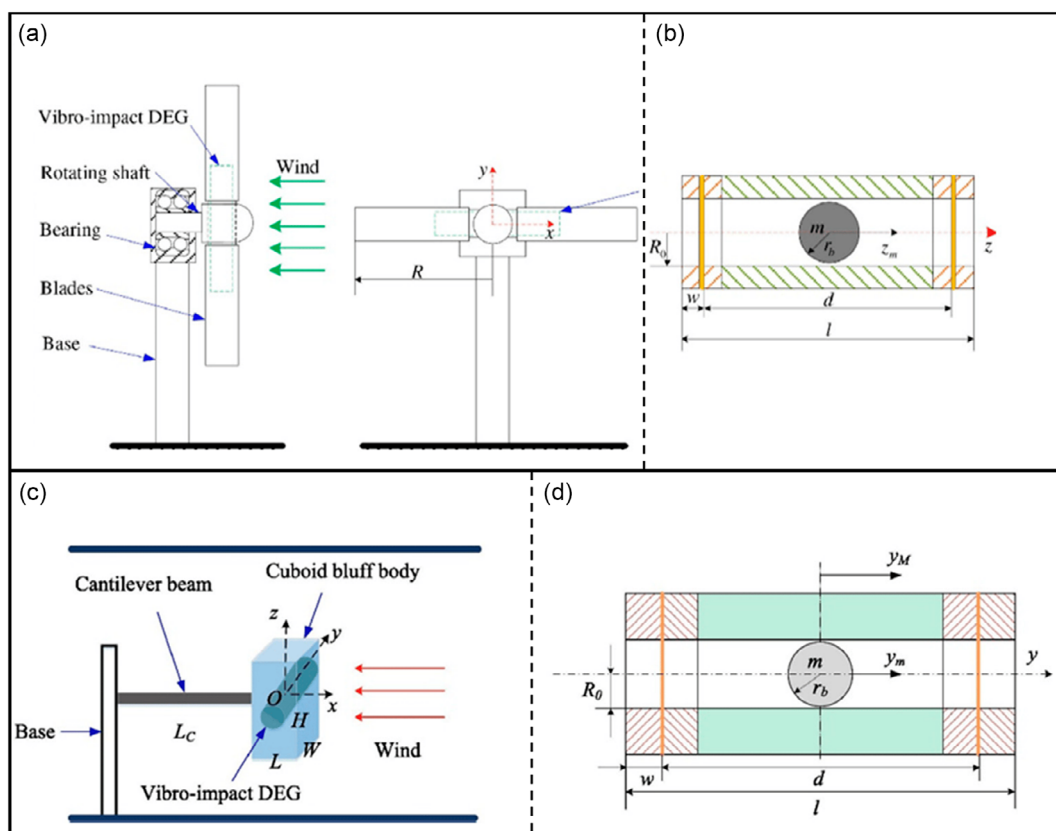 (a)
Vibro-impact DEG
Rotating shaft
Bearing
Blades
Base
Wind
y
x
R
(b)
m
r_b
z_m
z
R_0
w
d
l
(c)
Cantilever beam
Cuboid bluff body
z
y
O
x
H
Base
L_C
L
W
Wind
Vibro-impact DEG
(d)
y_M
m
y_m
y
r_b
R_0
w
d
l